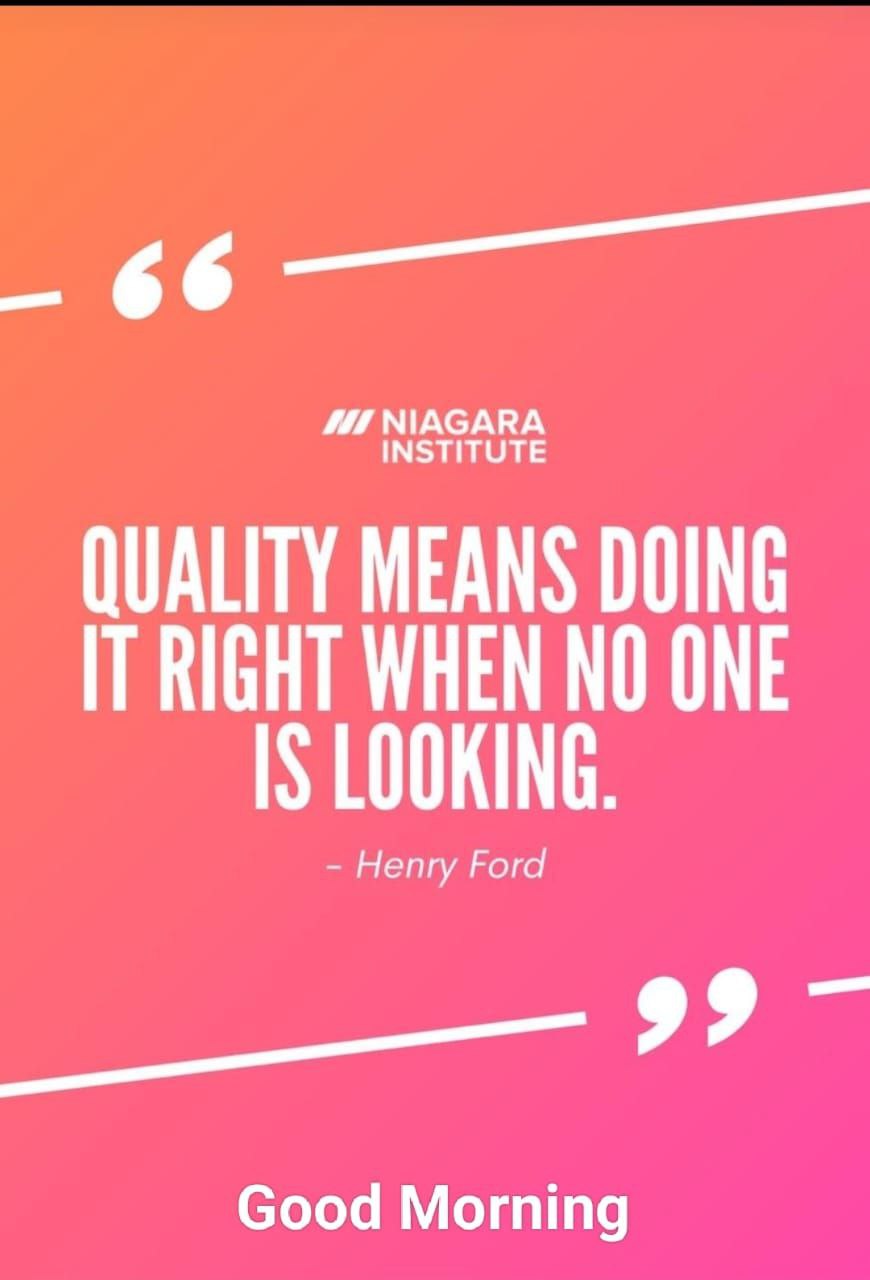 “
NIAGARA
INSTITUTE
QUALITY MEANS DOING
IT RIGHT WHEN NO ONE
IS LOOKING.
– Henry Ford
”
Good Morning